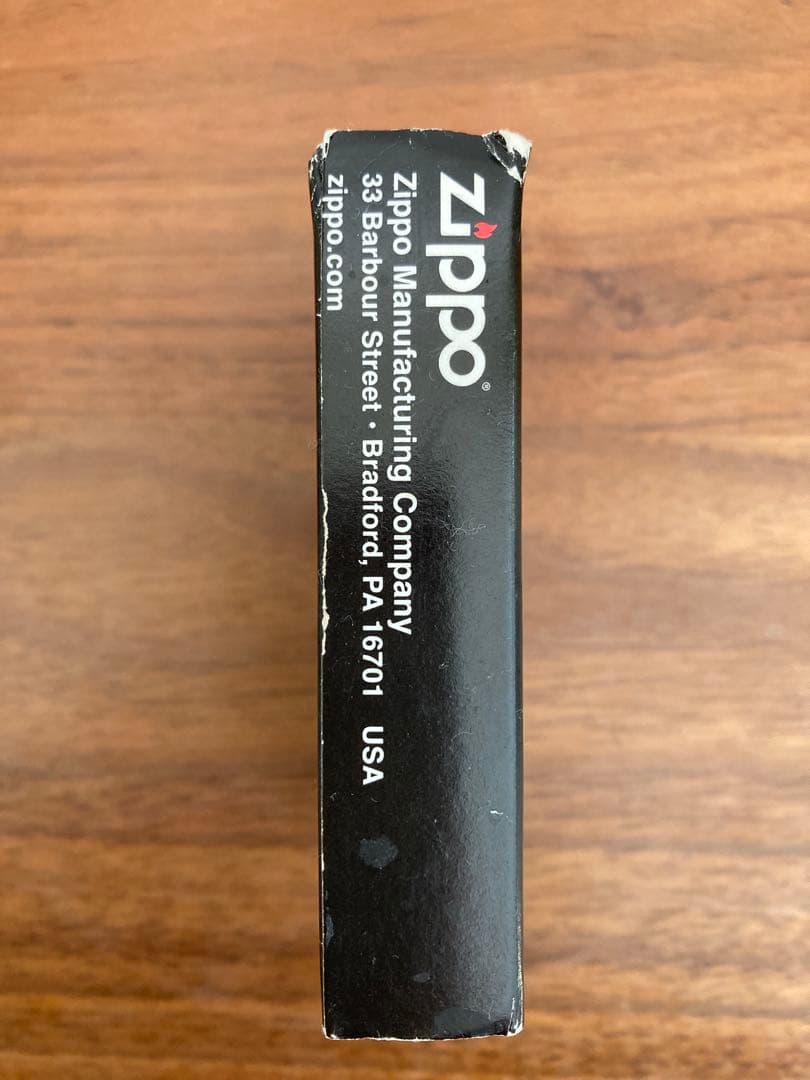 zippo®
Zippo Manufacturing Company
33 Barbour Street • Bradford, PA 16701 USA
zippo.com